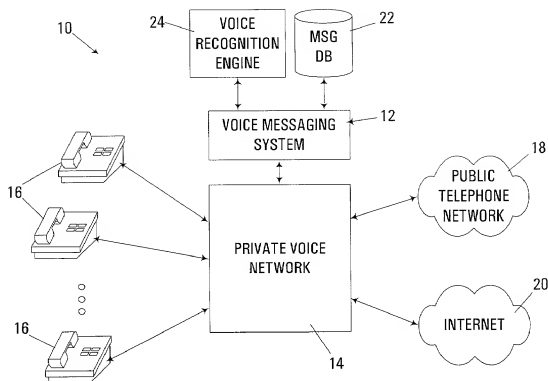 10
24
VOICE
RECOGNITION
ENGINE
MSG
DB
22
VOICE MESSAGING
SYSTEM
12
16
PUBLIC
TELEPHONE
NETWORK
18
PRIVATE VOICE
NETWORK
14
16
INTERNET
20